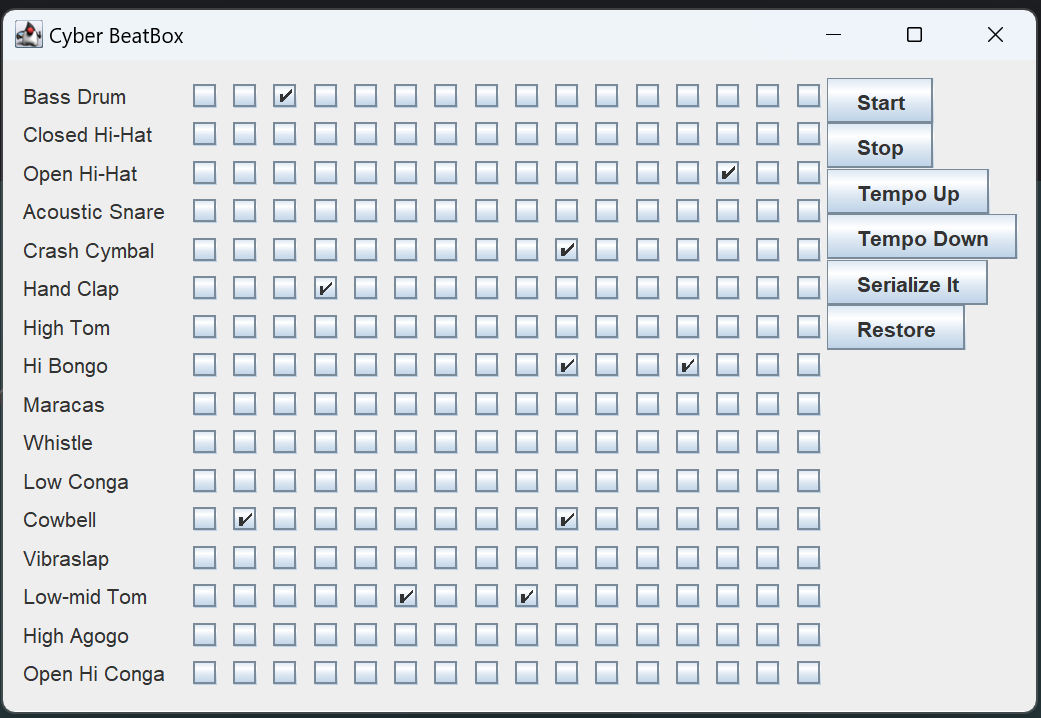 Cyber BeatBox
Bass Drum
Closed Hi-Hat
Open Hi-Hat
Acoustic Snare
Crash Cymbal
Hand Clap
High Tom
Hi Bongo
Maracas
Whistle
Low Conga
Cowbell
Vibraslap
Low-mid Tom
High Agogo
Open Hi Conga
Start
Stop
Tempo Up
Tempo Down
Serialize It
Restore